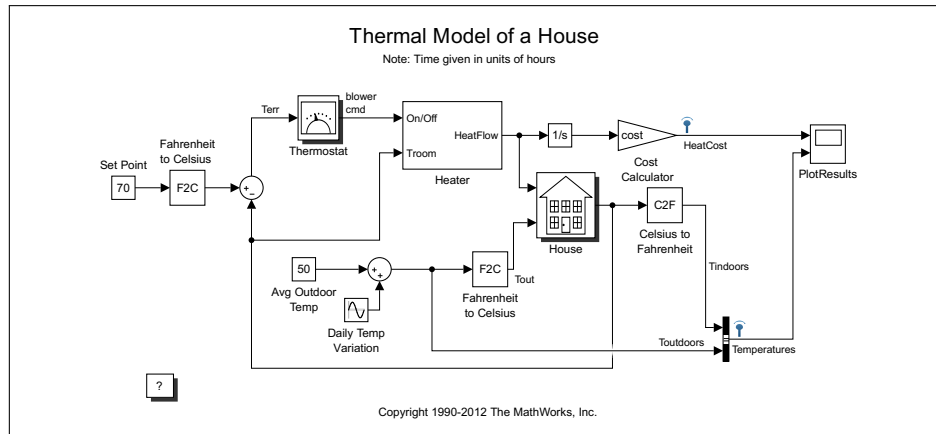 Thermal Model of a House
Note: Time given in units of hours
blower
cmd
Terr
On/Off
HeatFlow
1/s
cost
HeatCost
Thermostat
Troom
Fahrenheit
to Celsius
Set Point
Heater
Cost
Calculator
PlotResults
70
F2C
+
−
C2F
House
Celsius to
Fahrenheit
50
+
+
F2C
Tout
Tindoors
Avg Outdoor
Temp
Fahrenheit
to Celsius
Daily Temp
Variation
Toutdoors
Temperatures
?
Copyright 1990-2012 The MathWorks, Inc.